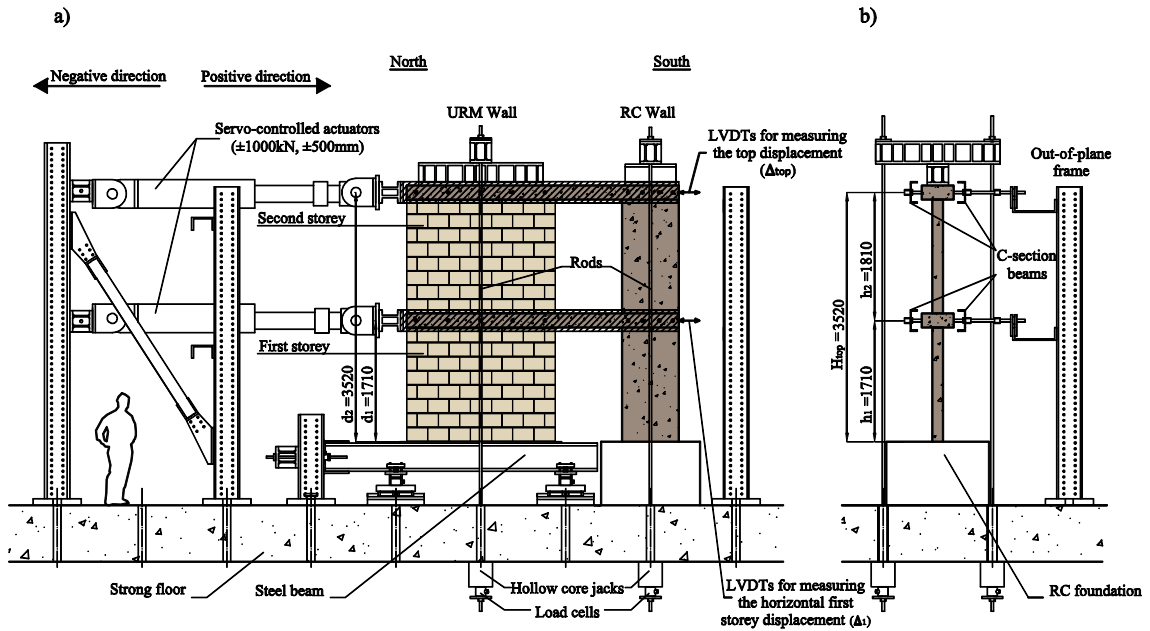 a)
b)
Negative direction
Positive direction
North
South
URM Wall
RC Wall
Servo-controlled actuators
(±1000kN, ±500mm)
LVDTs for measuring
the top displacement
(Δtop)
Out-of-plane
frame
Second storey
Rods
C-section
beams
First storey
d2 =3520
d1 =1710
Htop =3520
h2 =1810
h1 =1710
Strong floor
Steel beam
Hollow core jacks
Load cells
LVDTs for measuring
the horizontal first
storey displacement (Δ1)
RC foundation